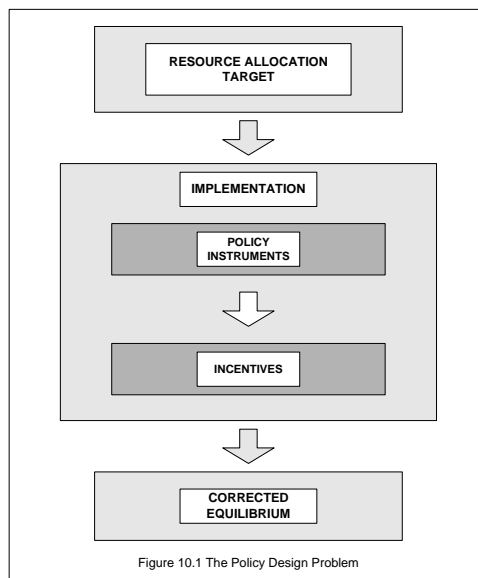 RESOURCE ALLOCATION
TARGET
IMPLEMENTATION
POLICY
INSTRUMENTS
INCENTIVES
CORRECTED
EQUILIBRIUM
Figure 10.1 The Policy Design Problem